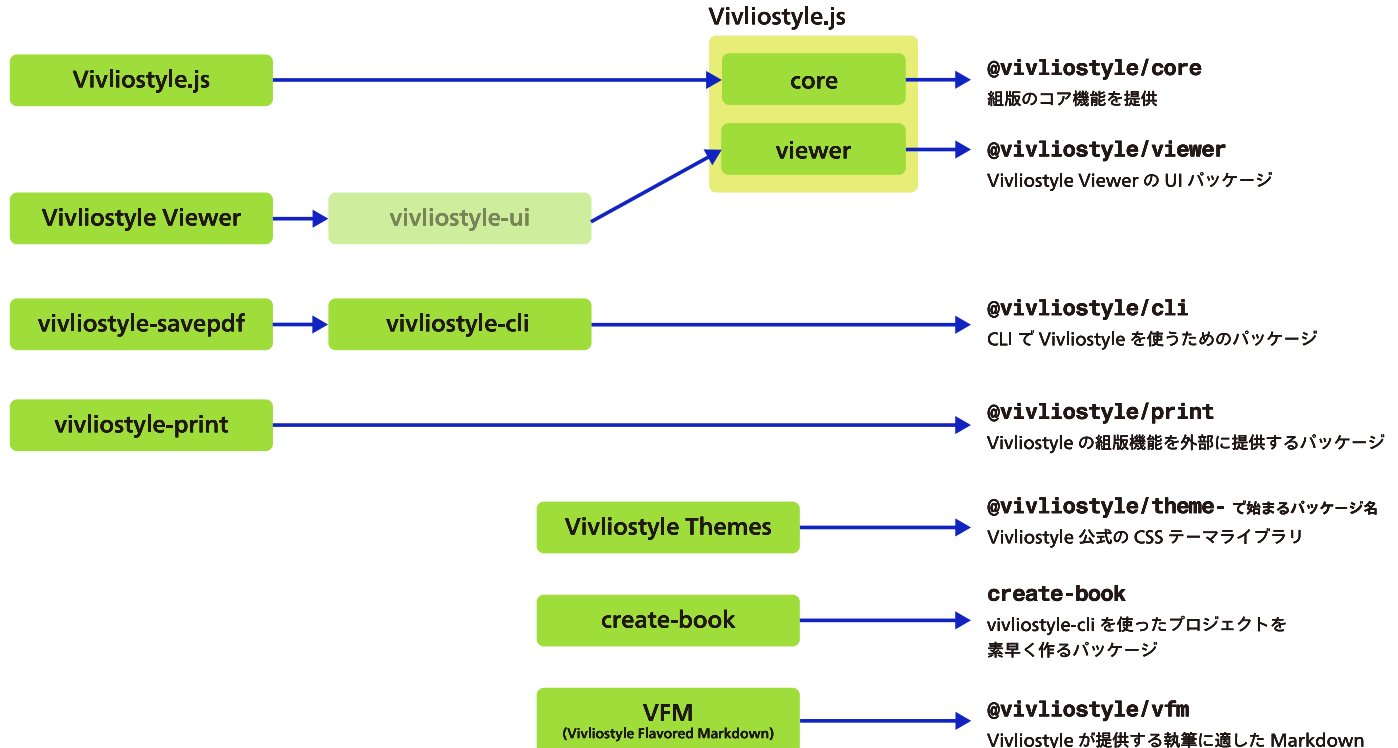 Vivliostyle.js
Vivliostyle.js
core
@vivliostyle/core
組版のコア機能を提供
viewer
@vivliostyle/viewer
Vivliostyle Viewer の UI パッケージ
Vivliostyle Viewer
vivliostyle-ui
vivliostyle-savepdf
vivliostyle-cli
@vivliostyle/cli
CLI で Vivliostyle を使うためのパッケージ
vivliostyle-print
@vivliostyle/print
Vivliostyle の組版機能を外部に提供するパッケージ
Vivliostyle Themes
@vivliostyle/theme- で始まるパッケージ名
Vivliostyle 公式の CSS テーマライブラリ
create-book
create-book
vivliostyle-cli を使ったプロジェクトを
素早く作るパッケージ
VFM
(Vivliostyle Flavored Markdown)
@vivliostyle/vfm
Vivliostyle が提供する執筆に適した Markdown